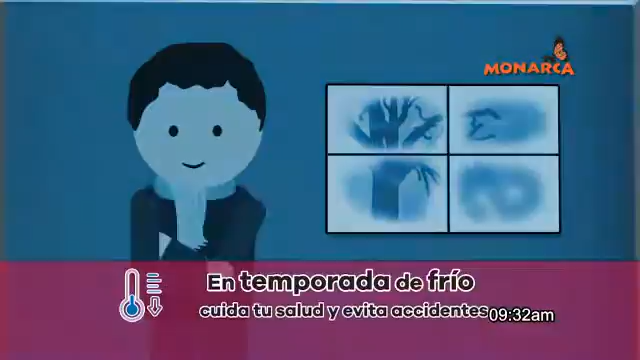 MONARCA
En temporada de frío
cuida tu salud y evita accidentes
09:32am